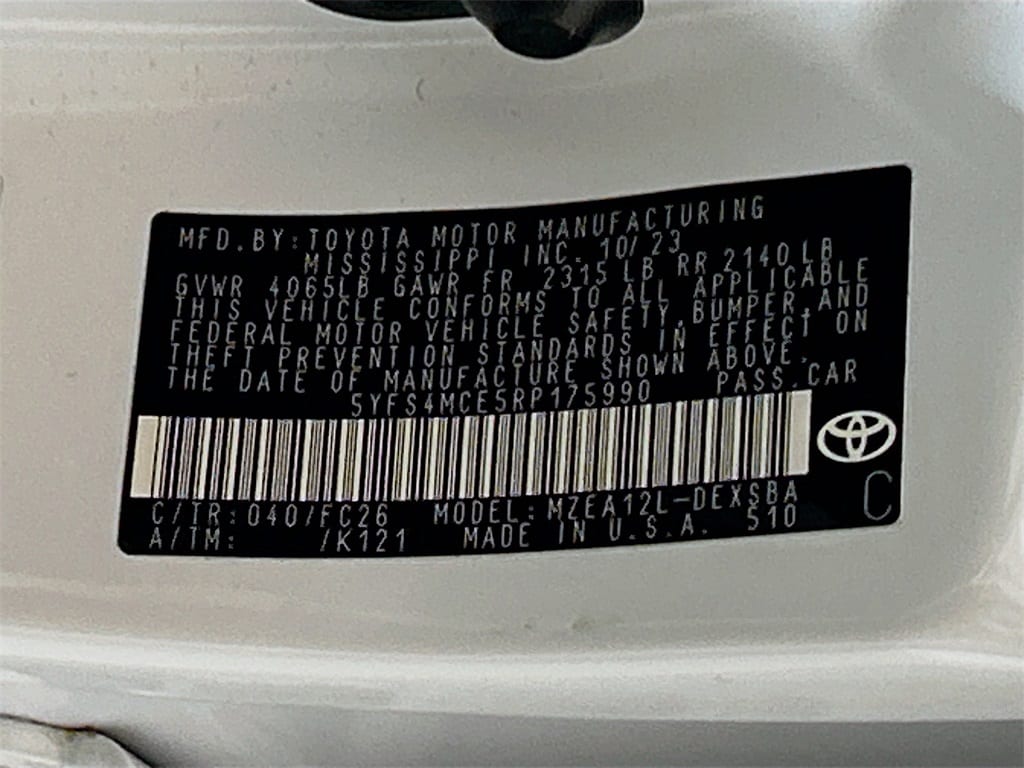 MFD.BY:TOYOTA MOTOR MANUFACTURING
MISSISSIPPI INC. 10/23
GVWR 4065LB GAWR FR 2315LB RR 2140LB
THIS VEHICLE CONFORMS TO ALL APPLICABLE
FEDERAL MOTOR VEHICLE SAFETY, BUMPER, AND
THEFT PREVENTION STANDARDS IN EFFECT ON
THE DATE OF MANUFACTURE SHOWN ABOVE.
5YFS4MCE5RP175990 PASS.CAR
C/TR:040/FC26 MODEL:MZEA12L-DEXSBA
A/TM: /K121 MADE IN U.S.A. 510
C